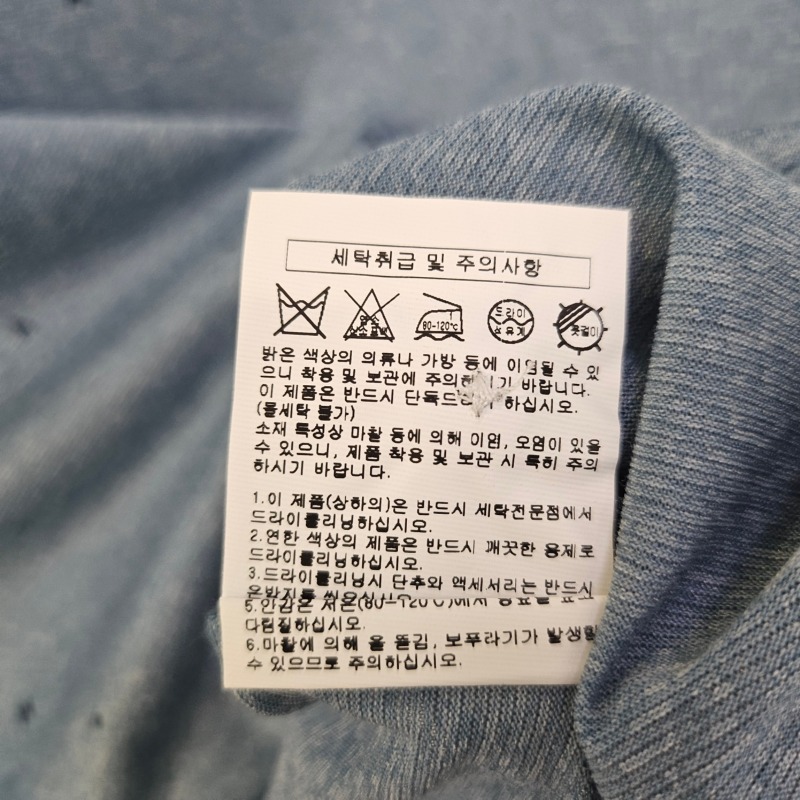 세탁취급 및 주의사항
80-120℃
드라이
석유계
옷걸이
밝은 색상의 의류나 가방 등에 이염될 수 있
으니 착용 및 보관에 주의 바랍니다.
이 제품은 반드시 하십시오.
(물세탁 불가)
소재 특성상 마찰 등에 의해 이염, 오염이 있을
수 있으니, 제품 착용 및 보관 시 특히 주의
하시기 바랍니다.
1.이 제품(상하의)은 반드시 세탁전문점에서
드라이클리닝하십시오.
2.연한 색상의 제품은 반드시 깨끗한 용제로
드라이클리닝하십시오.
3.드라이클리닝시 단추와 액세서리는 반드시
5.안감은 저온(80-120℃)에서
다림질하십시오.
6.마찰에 의해 올 뜯김, 보푸라기가 발생할
수 있으므로 주의하십시오.